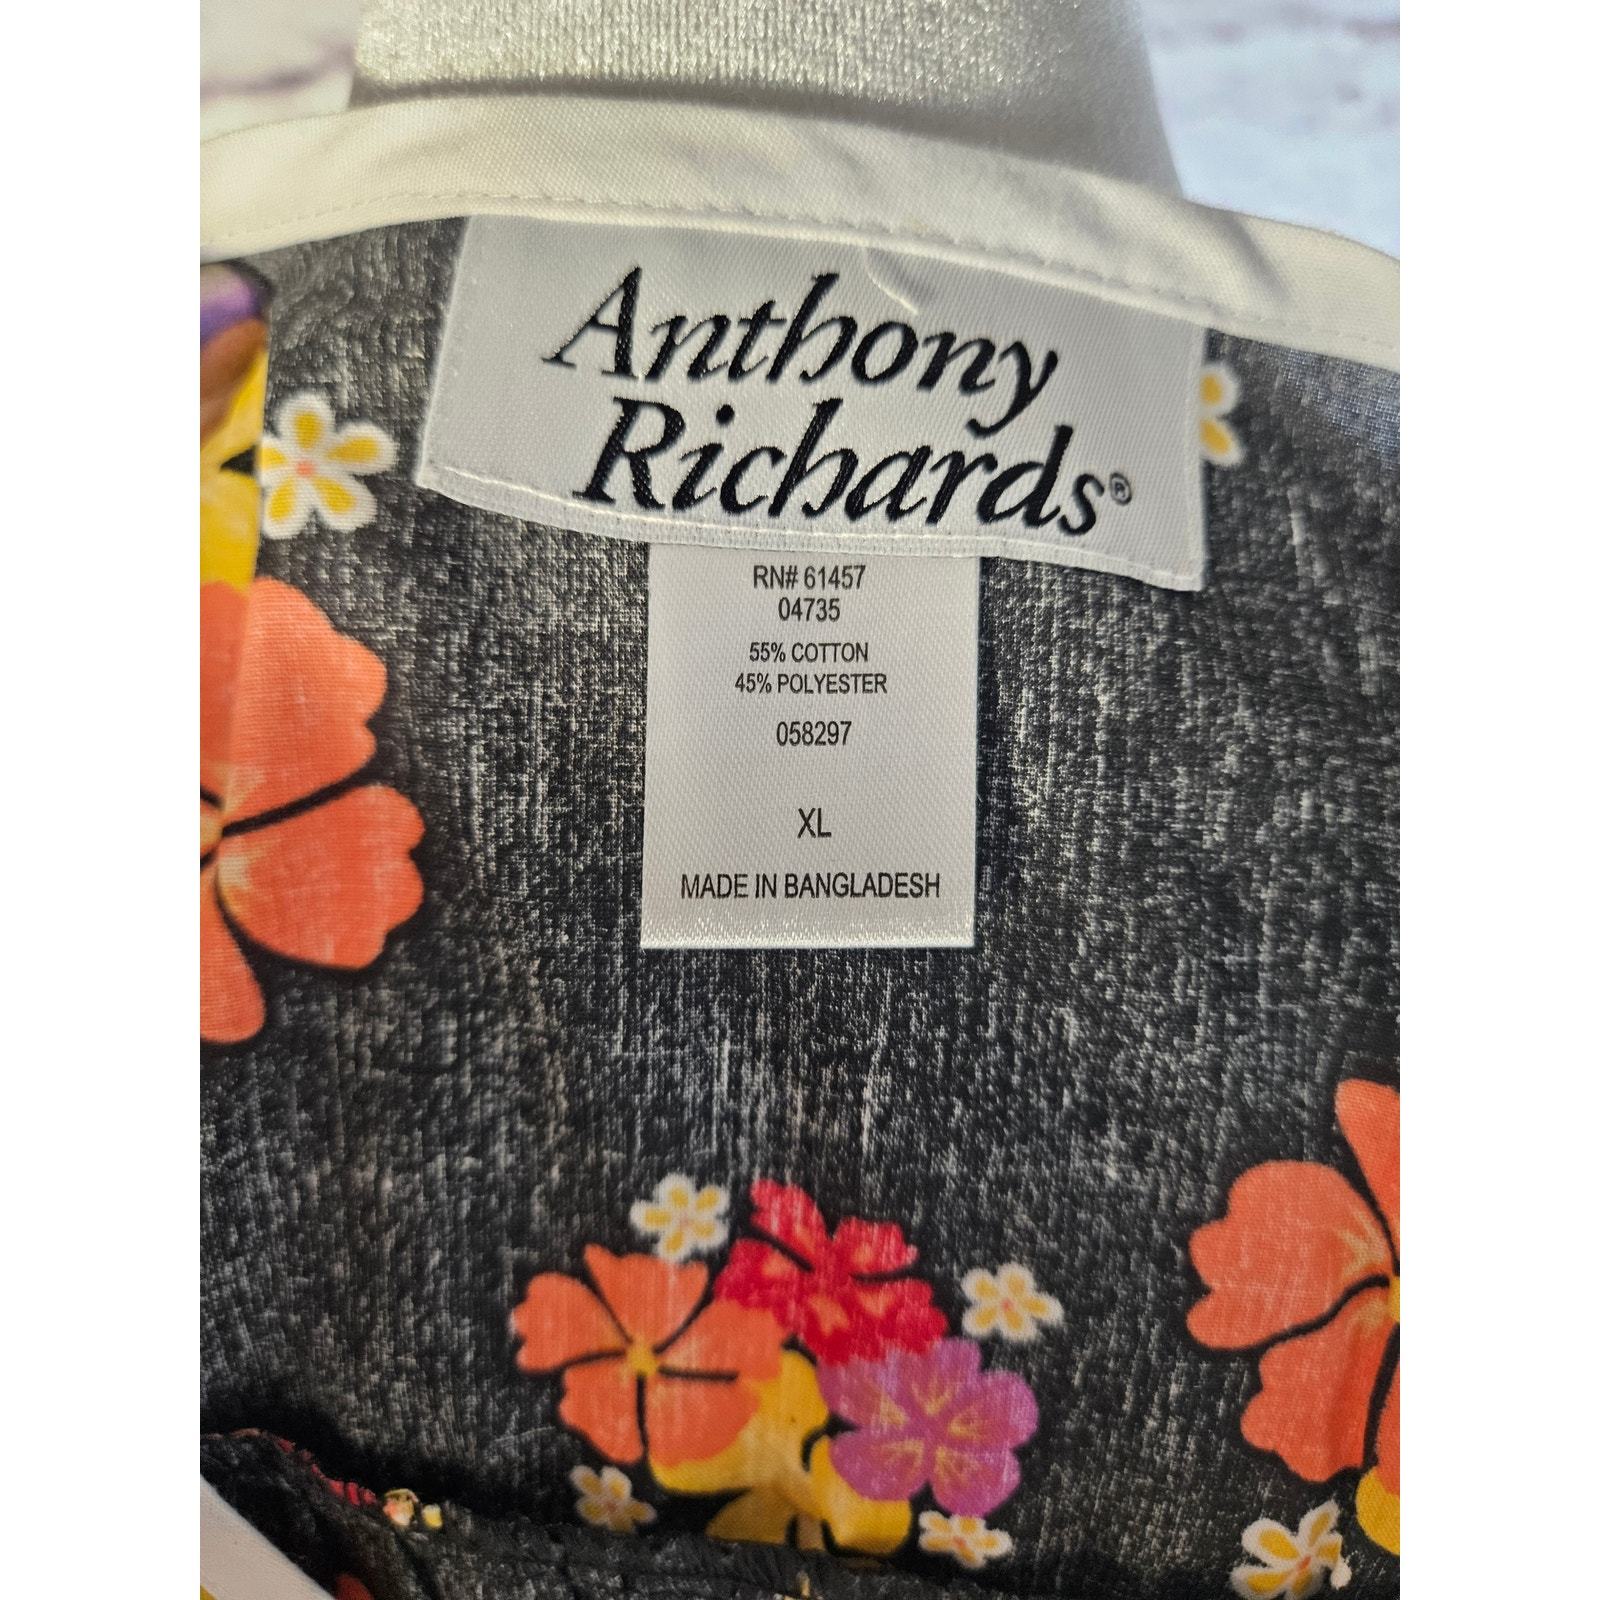 Anthony
Richards®
RN# 61457
04735
55% COTTON
45% POLYESTER
058297
XL
MADE IN BANGLADESH